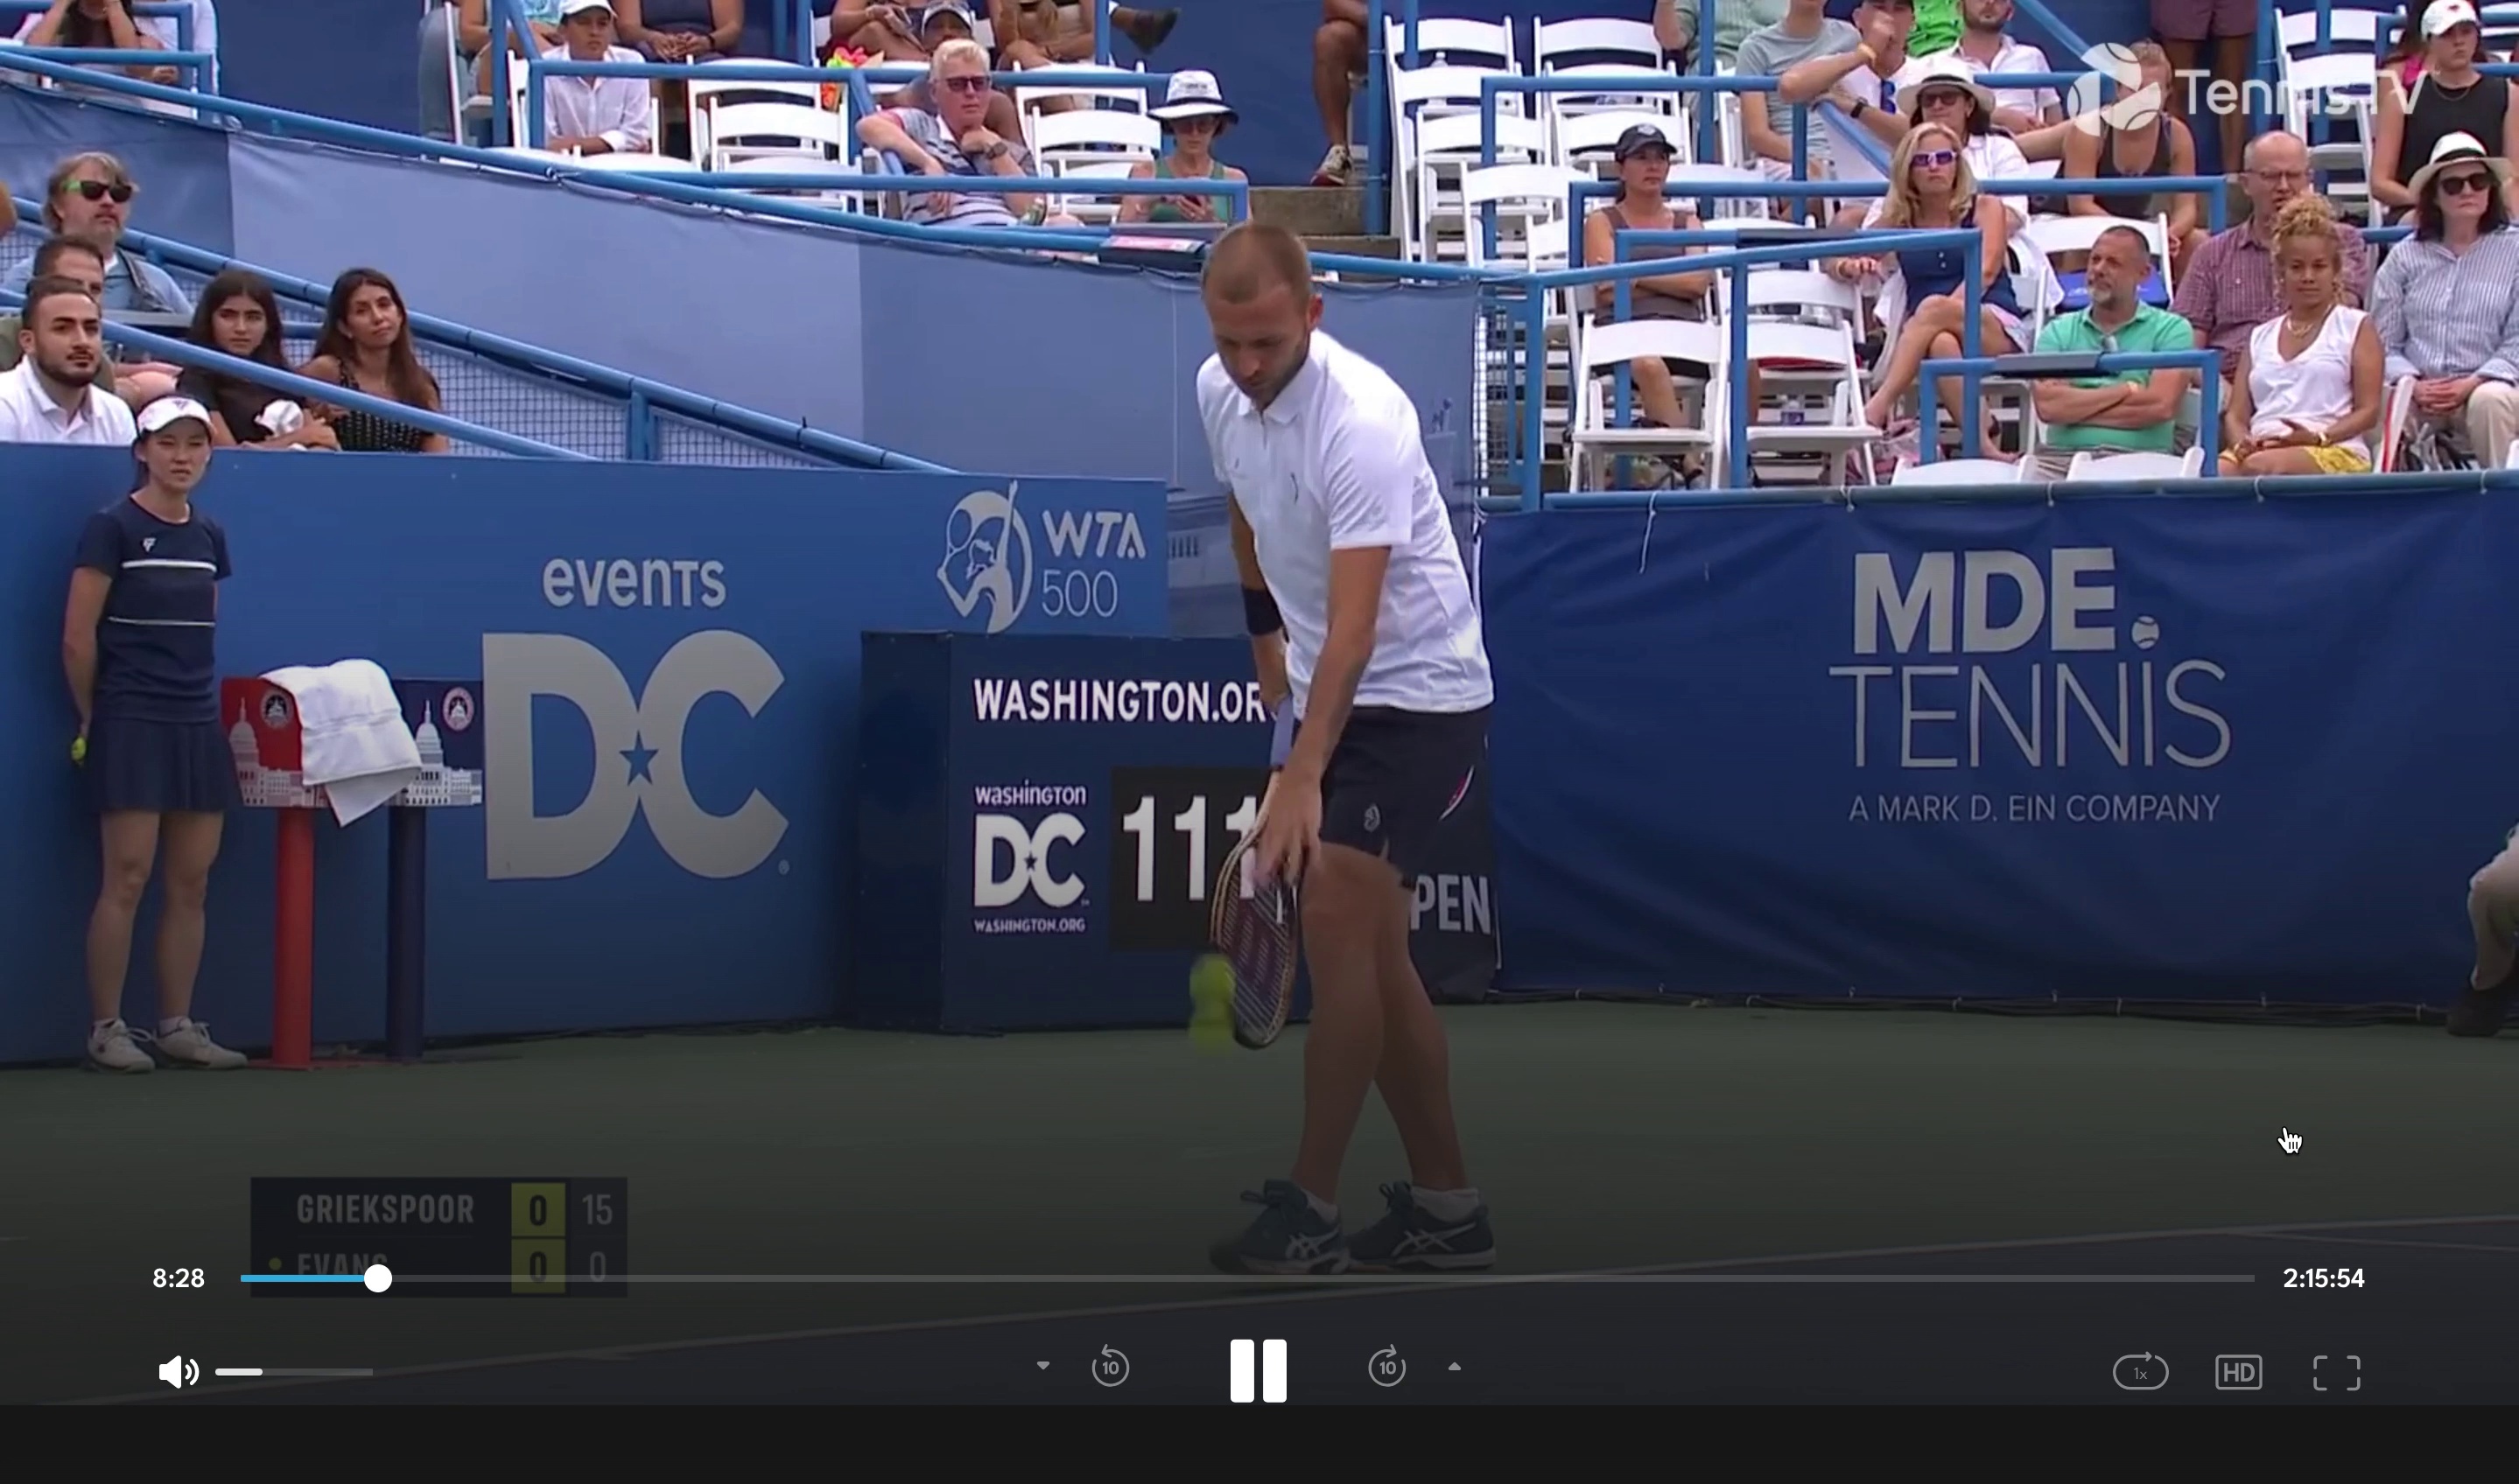 TennisTV
WTA
500
events
DC
MDE.
TENNIS
A MARK D. EIN COMPANY
WASHINGTON.OR
washington
DC
WASHINGTON.ORG
111
PEN
GRIEKSPOOR 0 15
EVANS 0 0
8:28
2:15:54
10
10
1x
HD